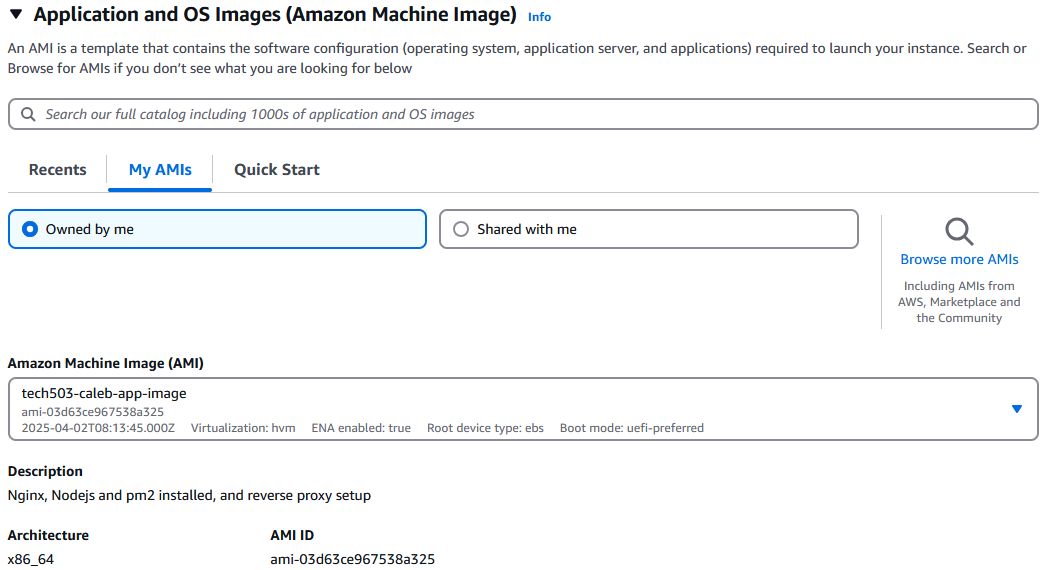 Application and OS Images (Amazon Machine Image) Info
An AMI is a template that contains the software configuration (operating system, application server, and applications) required to launch your instance. Search or
Browse for AMIs if you don’t see what you are looking for below
Search our full catalog including 1000s of application and OS images
Recents My AMIs Quick Start
Owned by me Shared with me
Browse more AMIs
Including AMIs from
AWS, Marketplace and
the Community
Amazon Machine Image (AMI)
tech503-caleb-app-image
ami-03d63ce967538a325
2025-04-02T08:13:45.000Z Virtualization: hvm ENA enabled: true Root device type: ebs Boot mode: uefi-preferred
Description
Nginx, Nodejs and pm2 installed, and reverse proxy setup
Architecture AMI ID
x86_64 ami-03d63ce967538a325